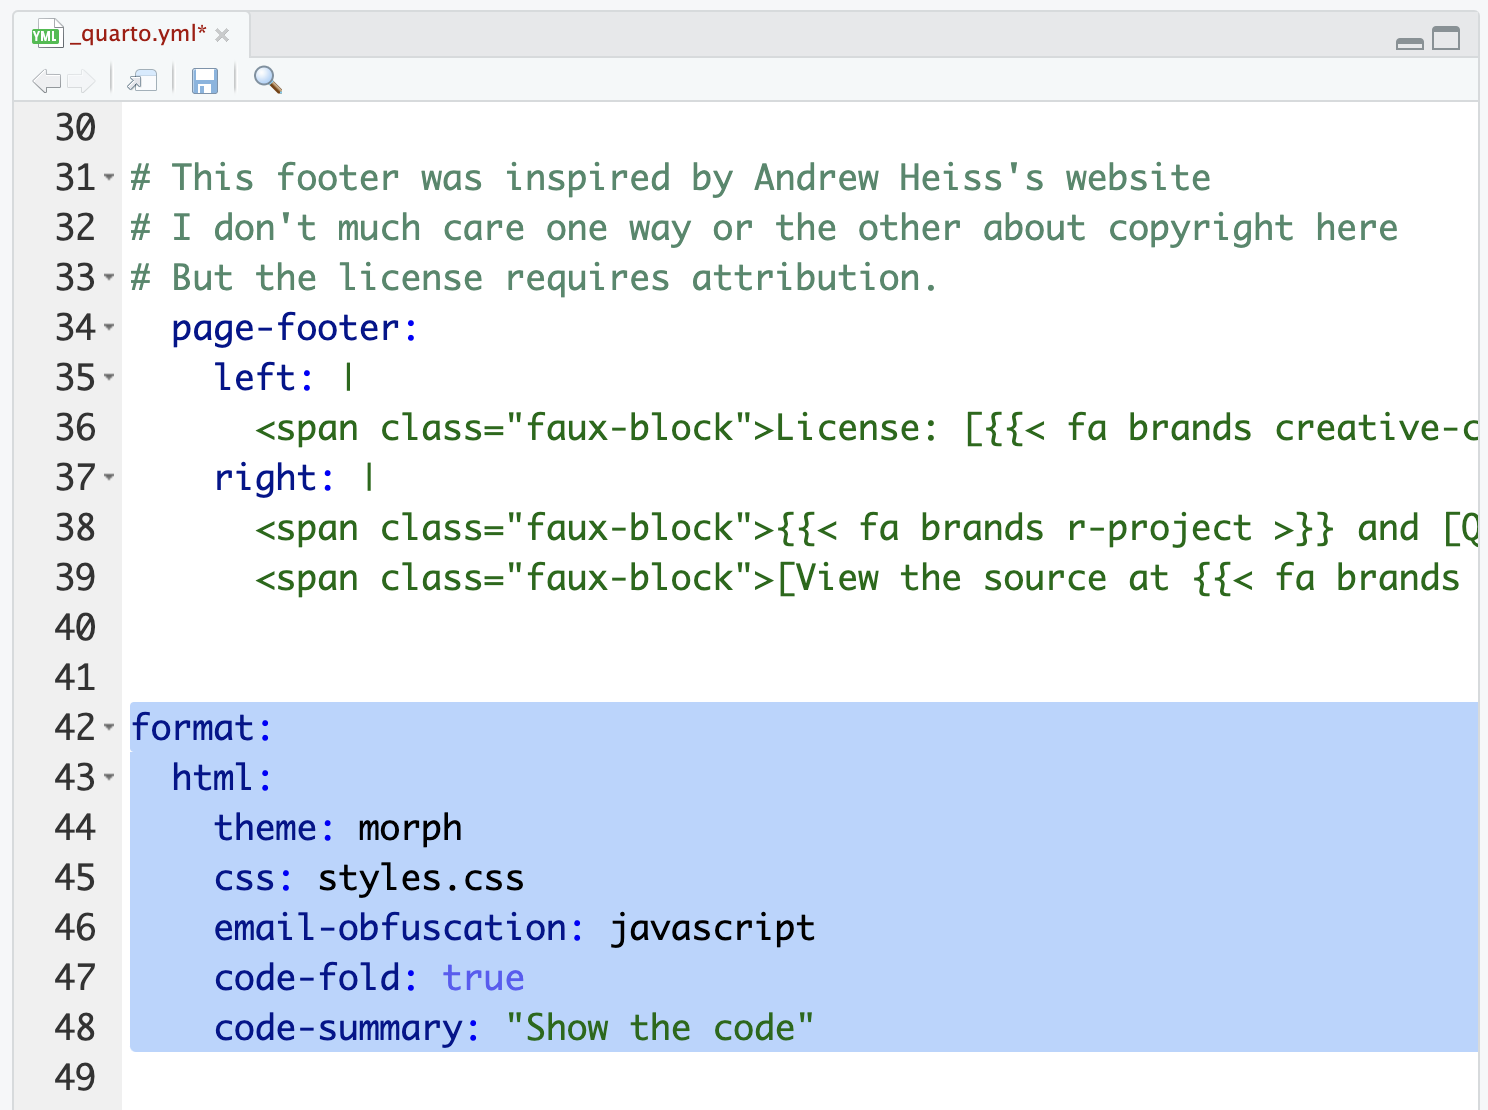 YML _quarto.yml*
30
31 # This footer was inspired by Andrew Heiss's website
32 # I don't much care one way or the other about copyright here
33 # But the license requires attribution.
34 page-footer:
35 left: |
36 <span class="faux-block">License: [{{< fa brands creative-c
37 right: |
38 <span class="faux-block">{{< fa brands r-project >}} and [Q
39 <span class="faux-block">[View the source at {{< fa brands
40
41
42 format:
43 html:
44 theme: morph
45 css: styles.css
46 email-obfuscation: javascript
47 code-fold: true
48 code-summary: "Show the code"
49